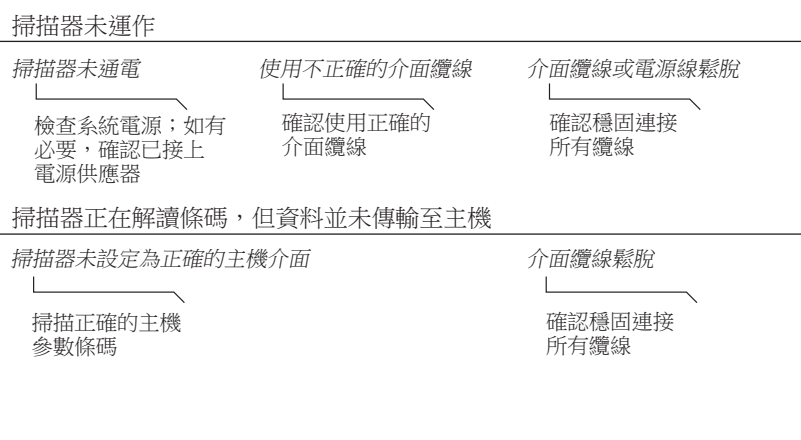 掃描器未運作
掃描器未通電
使用不正確的介面纜線
介面纜線或電源線鬆脫
檢查系統電源；如有
必要，確認已接上
電源供應器
確認使用正確的
介面纜線
確認穩固連接
所有纜線
掃描器正在解讀條碼，但資料並未傳輸至主機
掃描器未設定為正確的主機介面
介面纜線鬆脫
掃描正確的主機
參數條碼
確認穩固連接
所有纜線